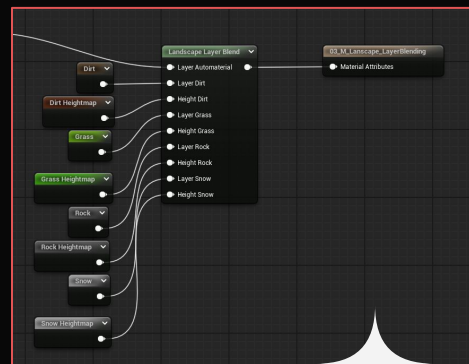 Landscape Layer Blend
03_M_Lanscape_LayerBlending
Layer Automaterial
Material Attributes
Dirt
Layer Dirt
Dirt Heightmap
Height Dirt
Layer Grass
Grass
Height Grass
Layer Rock
Height Rock
Grass Heightmap
Layer Snow
Height Snow
Rock
Rock Heightmap
Snow
Snow Heightmap